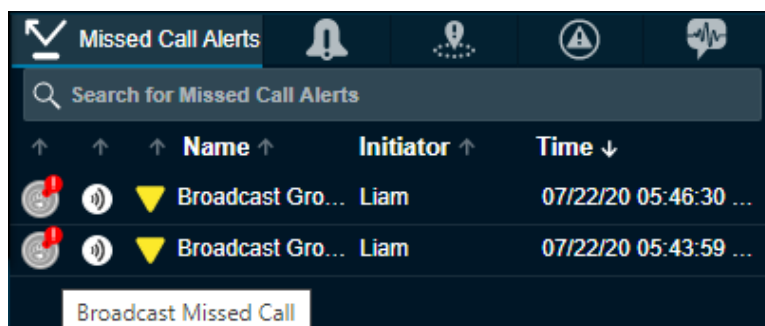 Missed Call Alerts
Search for Missed Call Alerts
Name Initiator Time
Broadcast Gro... Liam 07/22/20 05:46:30 ...
Broadcast Gro... Liam 07/22/20 05:43:59 ...
Broadcast Missed Call